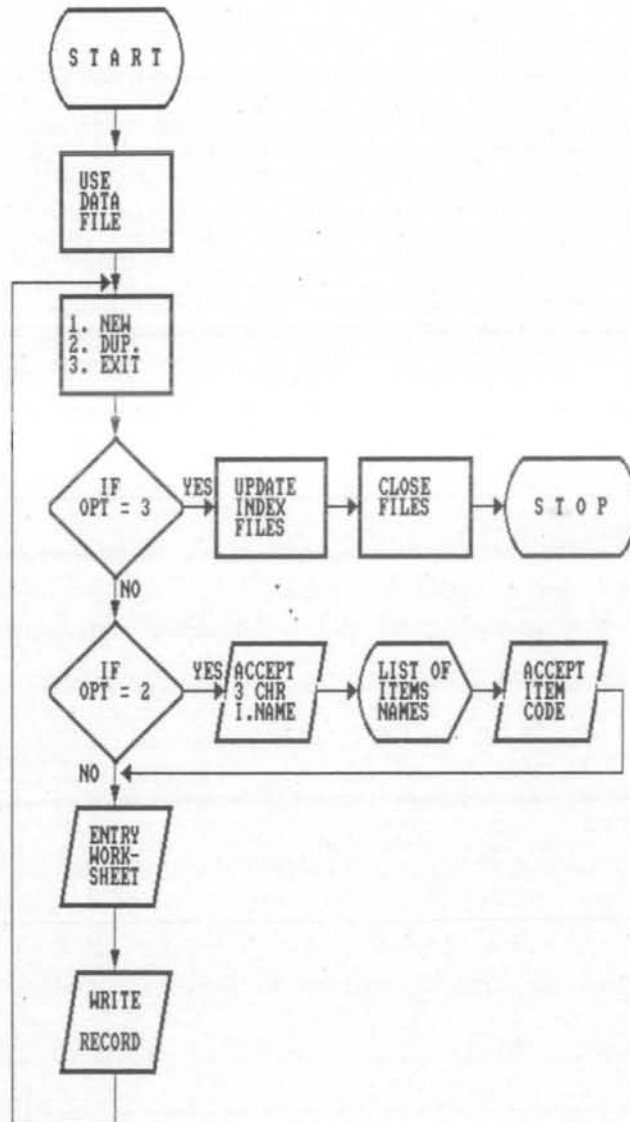 S T A R T
USE
DATA
FILE
1. NEW
2. DUP.
3. EXIT
IF
OPT = 3
YES
UPDATE
INDEX
FILES
CLOSE
FILES
S T O P
NO
IF
OPT = 2
YES
ACCEPT
3 CHR
I.NAME
LIST OF
ITEMS
NAMES
ACCEPT
ITEM
CODE
NO
ENTRY
WORK-
SHEET
WRITE
RECORD